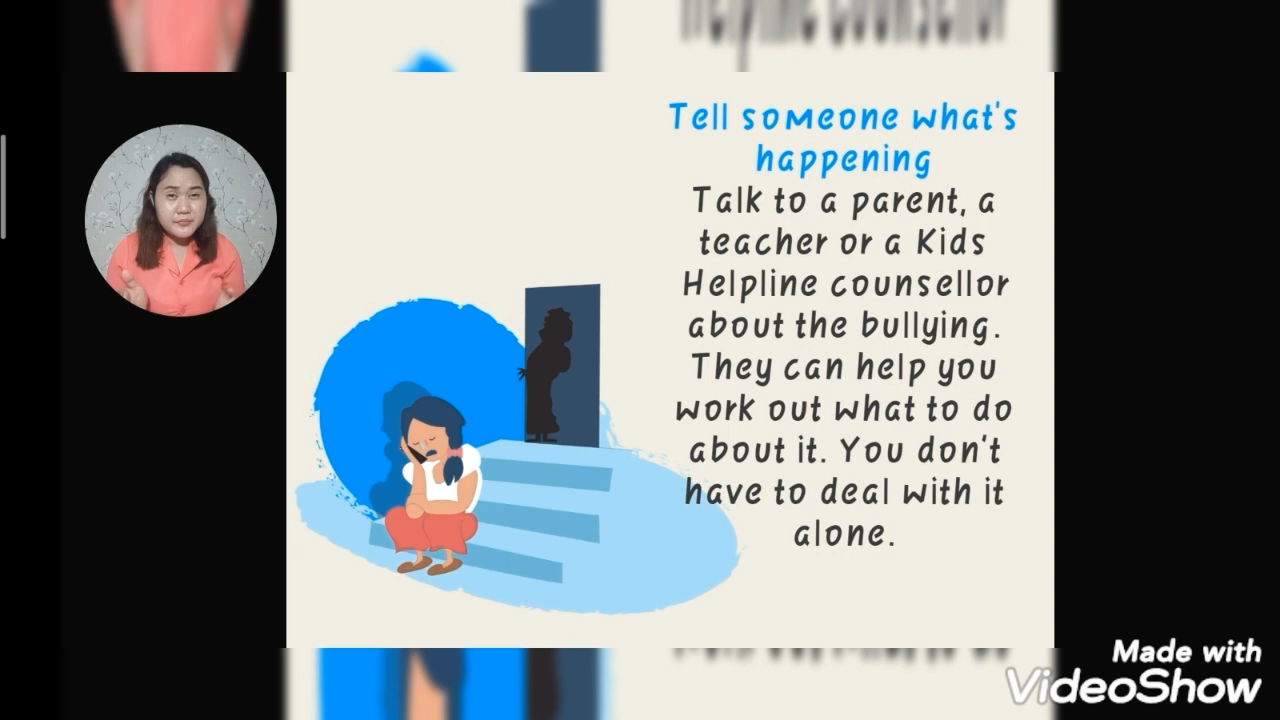 Tell someone what's
happening
Talk to a parent, a
teacher or a Kids
Helpline counsellor
about the bullying.
They can help you
work out what to do
about it. You don't
have to deal with it
alone.
Made with
VideoShow